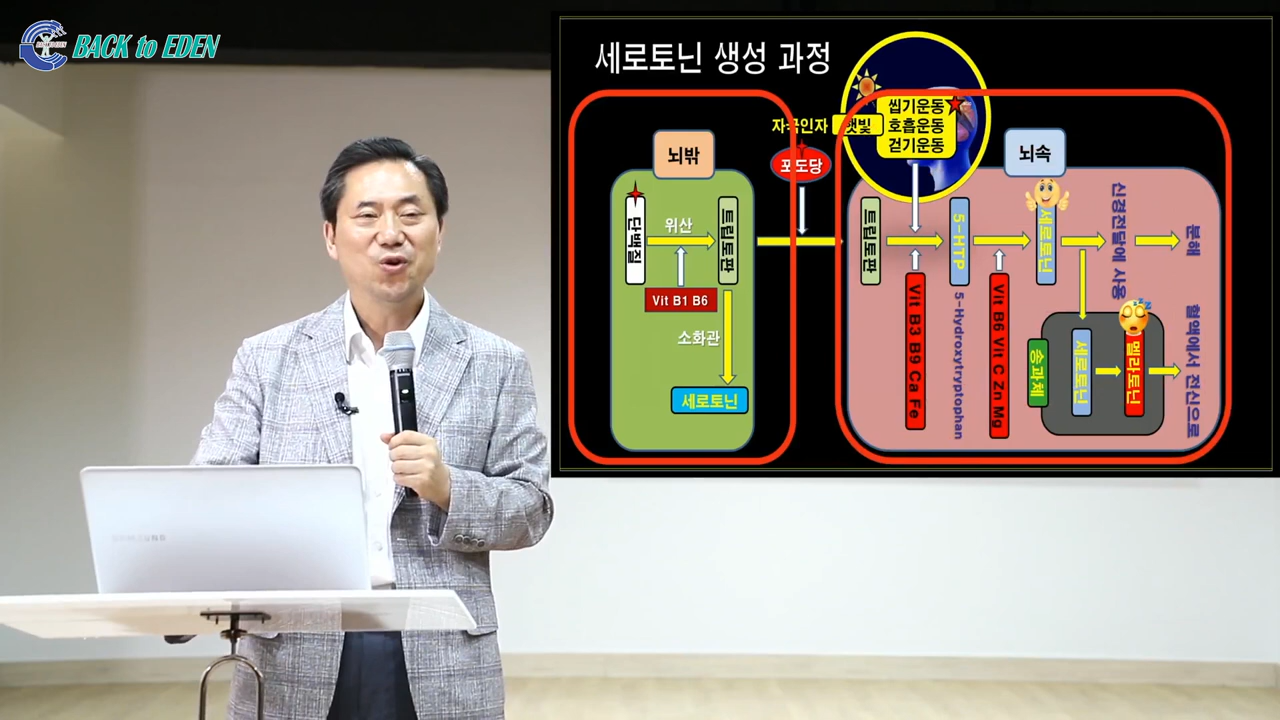 BACK to EDEN
세로토닌 생성 과정
씹기운동
호흡운동
걷기운동
자극인자
햇빛
포도당
뇌밖
뇌속
단백질
위산
트립토판
Vit B1 B6
소화관
세로토닌
트립토판
5-HTP
5-Hydroxytryptophan
Vit B3 B9 Ca Fe
Vit B6 Vit C Zn Mg
세로토닌
신경전달에 사용
분해
송과체
세로토닌
멜라토닌
혈액에서 전신으로
SAMSUNG